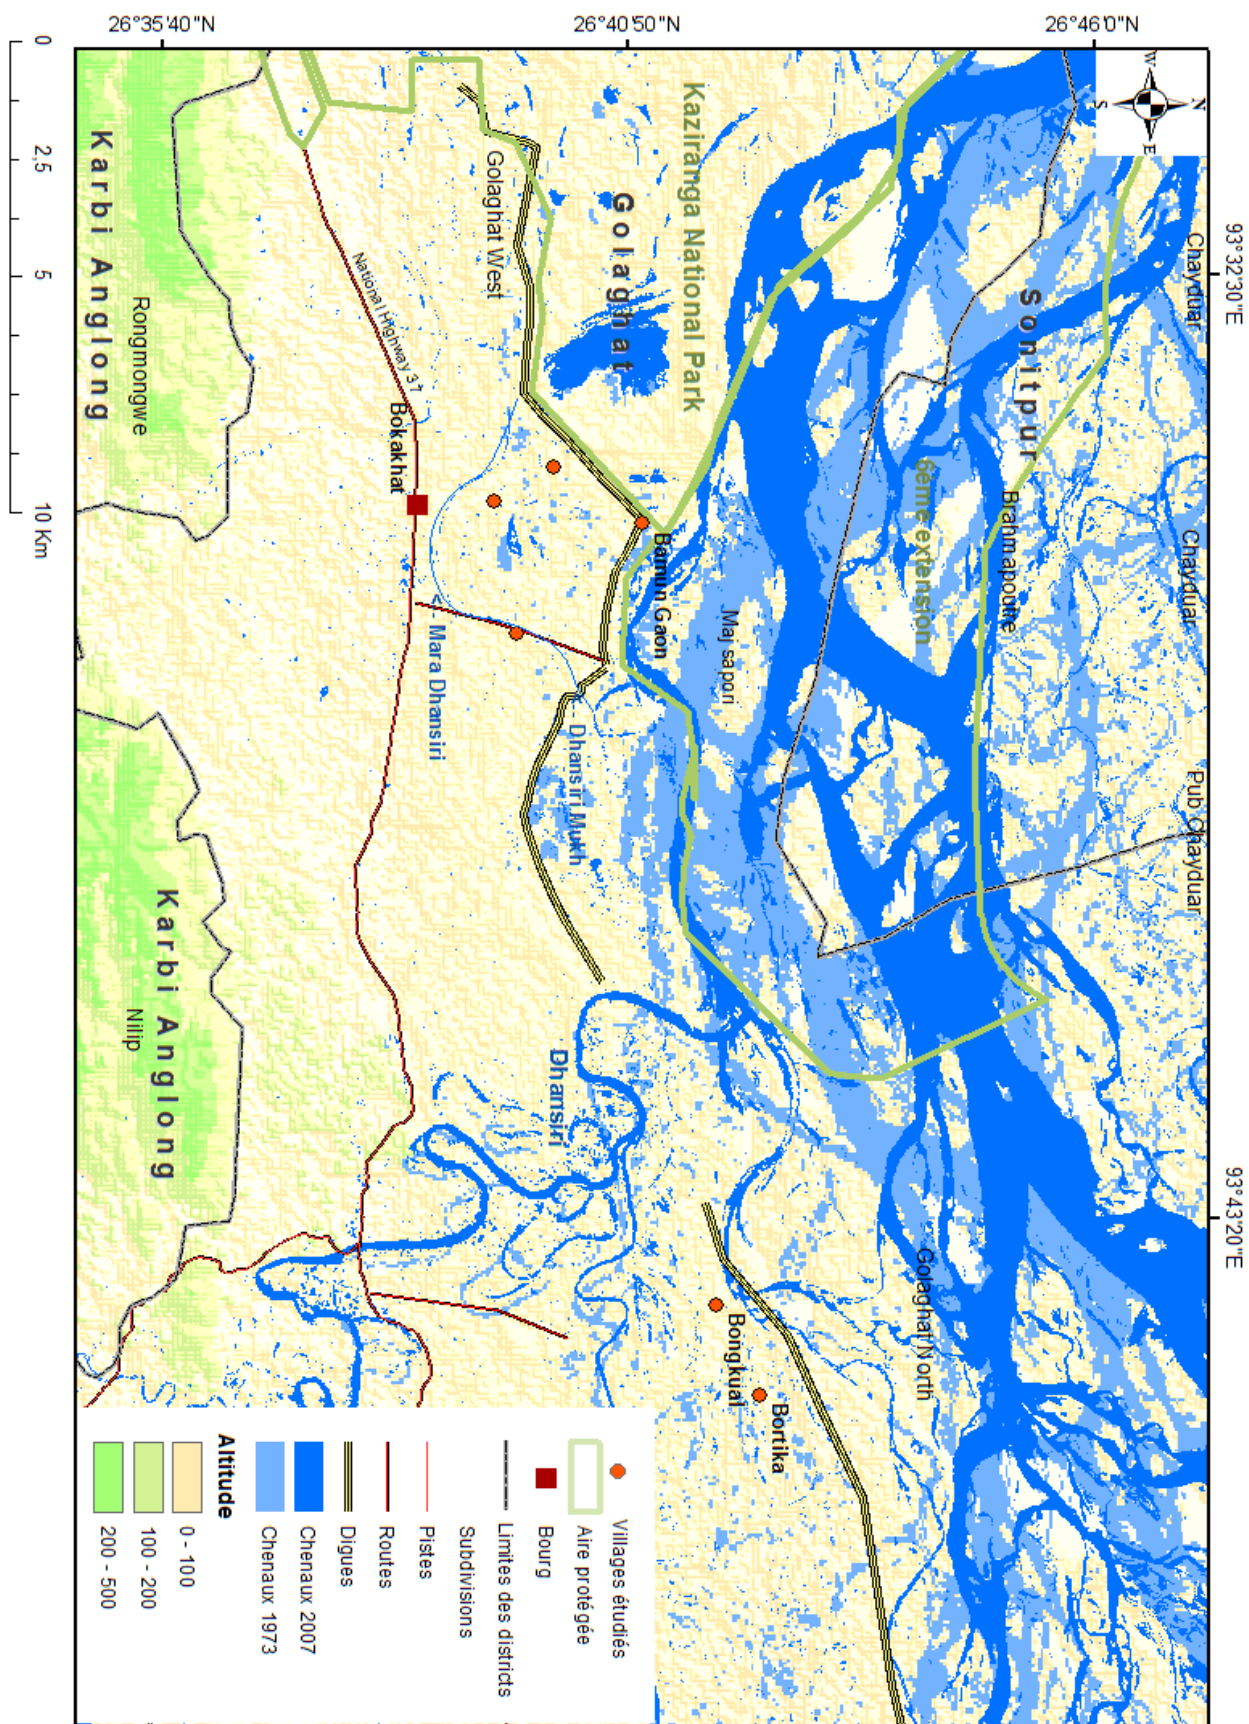 93°32'30"E
93°43'20"E
26°46'0"N
26°40'50"N
26°35'40"N
N
W
E
S
Chayduar
Chayduar
Pub Chayduar
Sonitpur
Brahmapoutre
6ème extension
Golaghat North
Kaziranga National Park
Maj sapori
Golaghat
Bamun Gaon
Bongkual
Bortika
Golaghat West
Dhansiri Mukh
Dhansiri
Mara Dhansiri
National Highway 37
Bokakhat
Karbi Anglong
Rongmongwe
Karbi Anglong
Nilip
Villages étudiés
Aire protégée
Bourg
Limites des districts
Subdivisions
Pistes
Routes
Digues
Chenaux 2007
Chenaux 1973
Altitude
0 - 100
100 - 200
200 - 500
0
2,5
5
10 Km